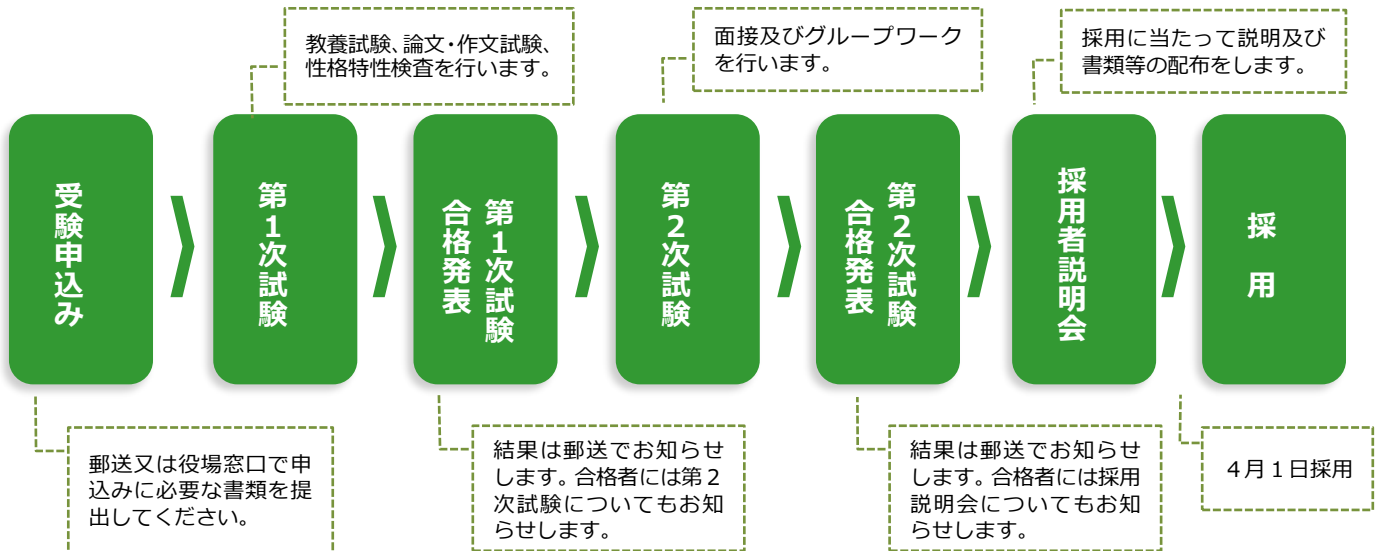 教養試験、論文・作文試験、
性格特性検査を行います。
面接及びグループワーク
を行います。
採用に当たって説明及び
書類等の配布をします。
受験申込み
第1次試験
第1次試験
合格発表
第2次試験
第2次試験
合格発表
採用者説明会
採　用
郵送又は役場窓口で申
込みに必要な書類を提
出してください。
結果は郵送でお知らせ
します。合格者には第２
次試験についてもお知
らせします。
結果は郵送でお知らせ
します。合格者には採用
説明会についてもお知
らせします。
４月１日採用